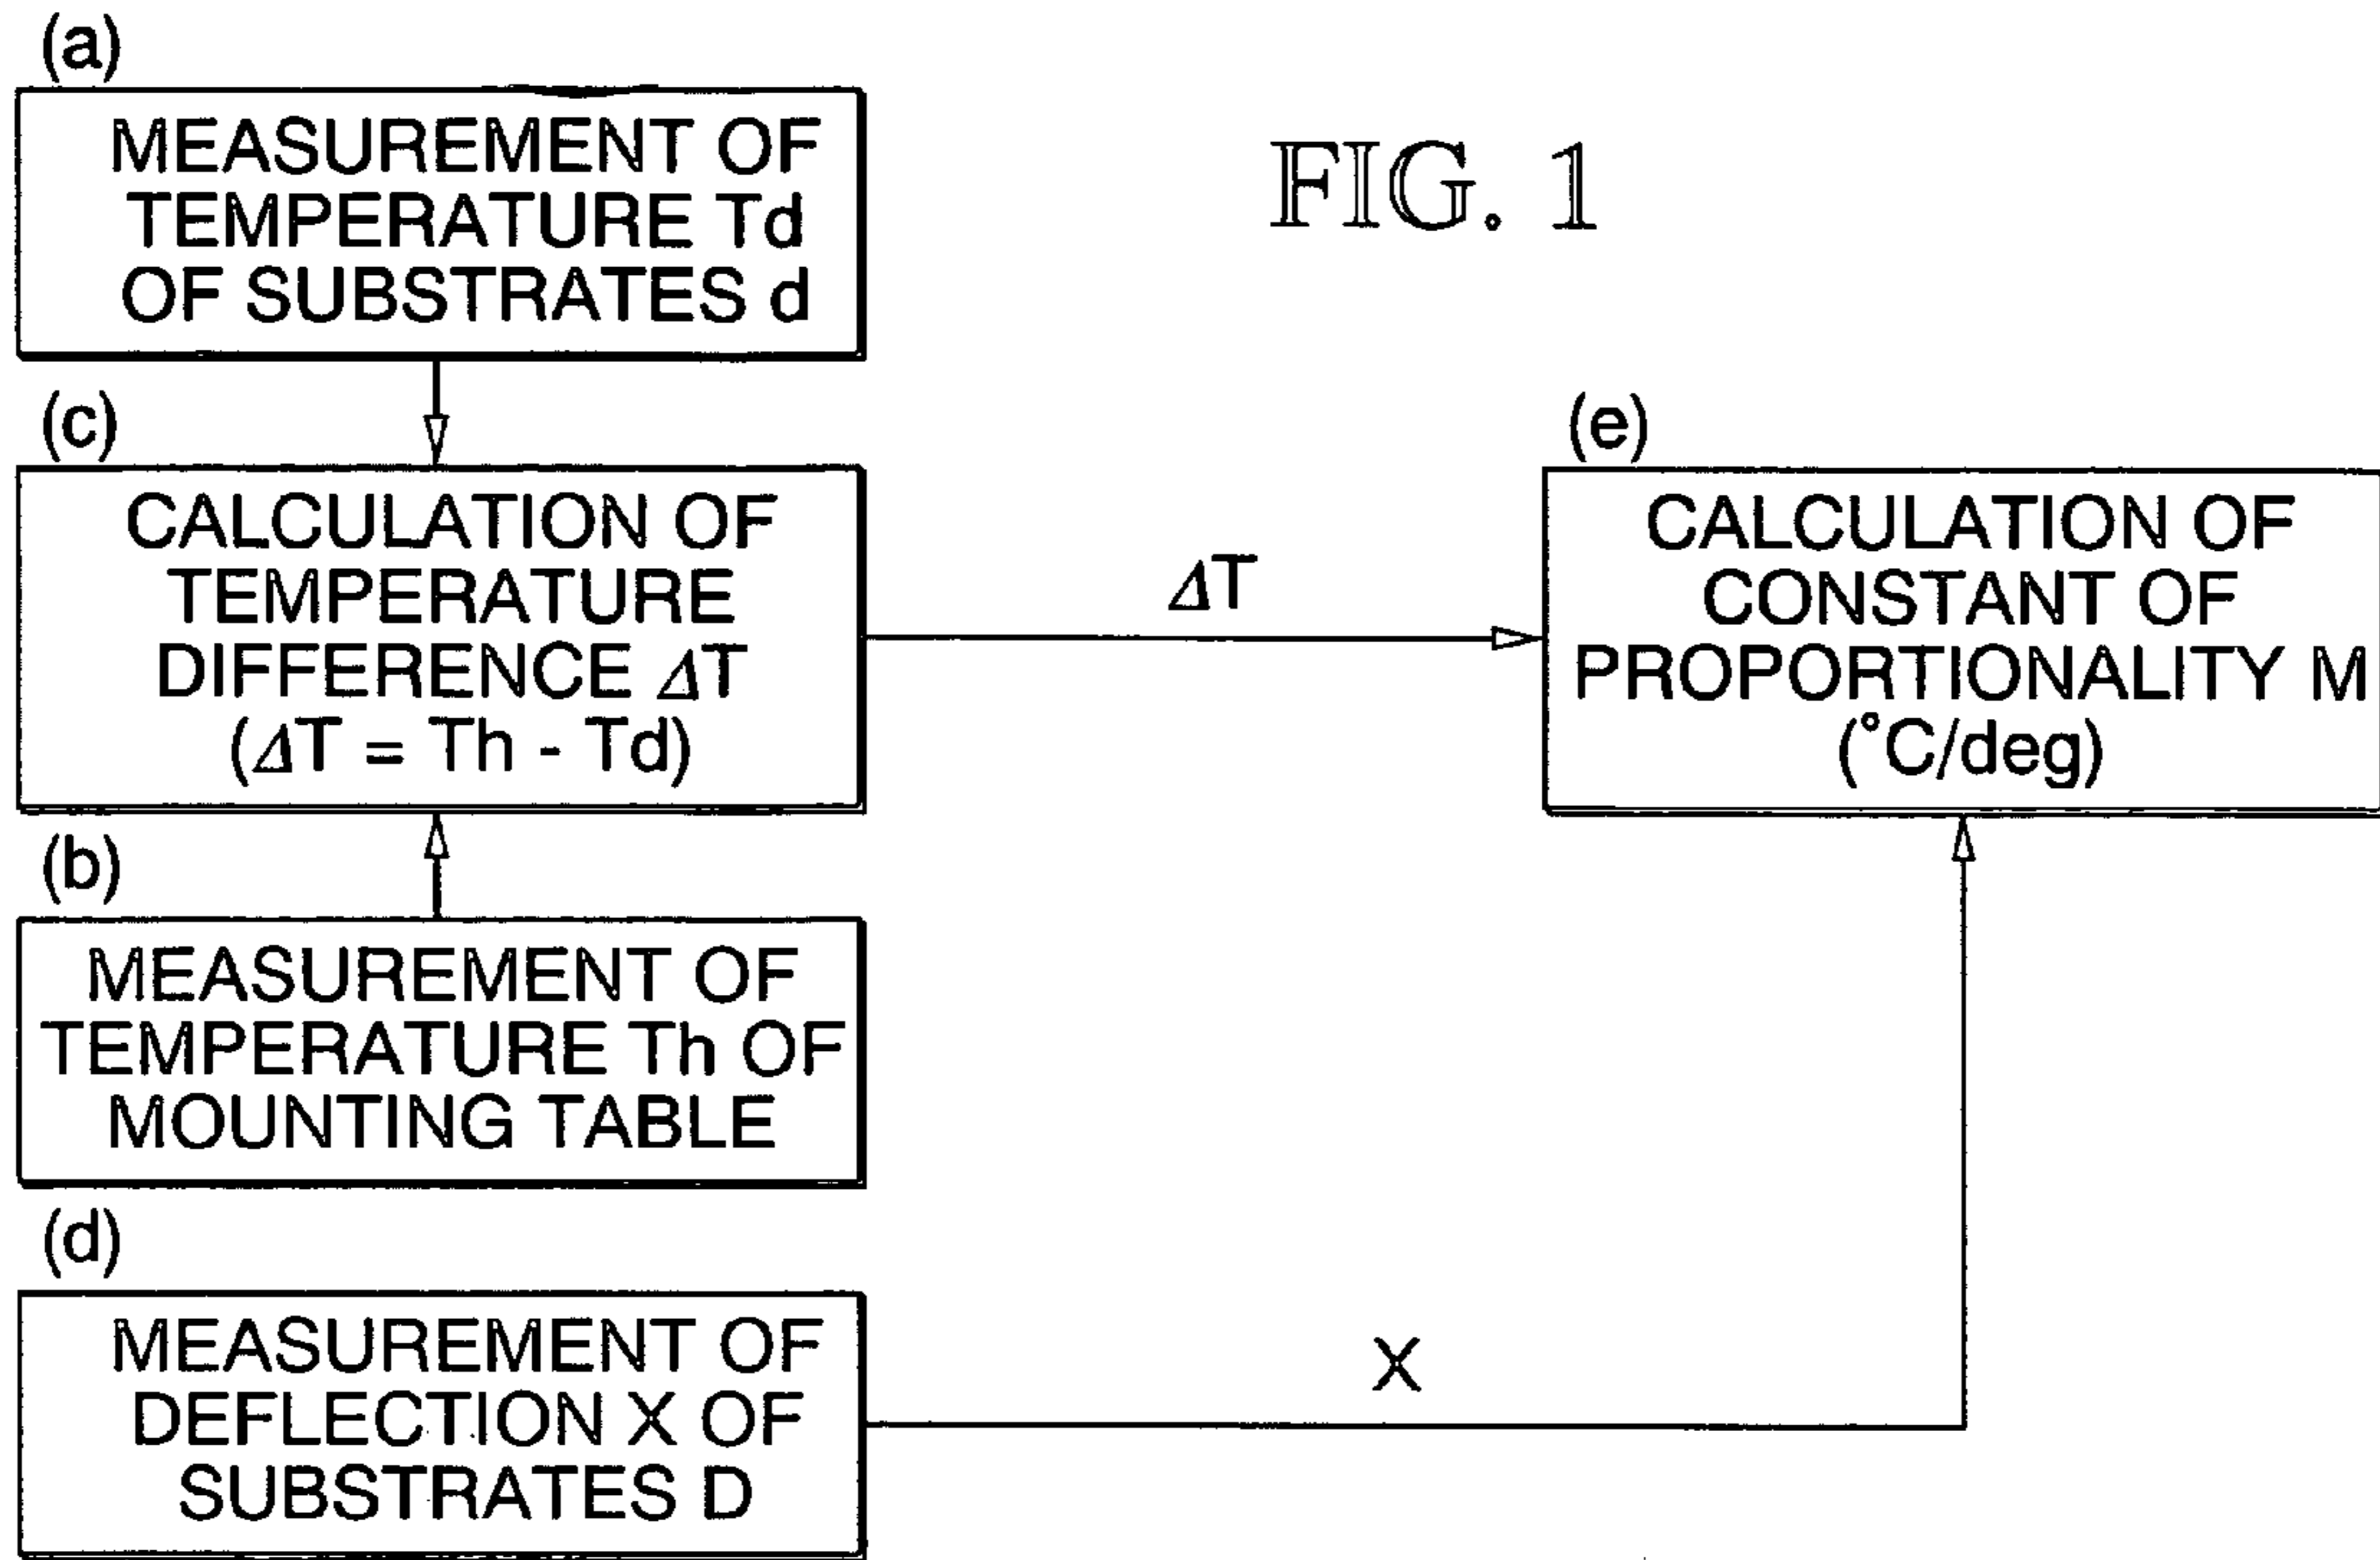 (a)
MEASUREMENT OF
TEMPERATURE Td
OF SUBSTRATES d
FIG. 1
(c)
CALCULATION OF
TEMPERATURE
DIFFERENCE ΔT
(ΔT = Th - Td)
ΔT
(e)
CALCULATION OF
CONSTANT OF
PROPORTIONALITY M
(°C/deg)
(b)
MEASUREMENT OF
TEMPERATURE Th OF
MOUNTING TABLE
(d)
MEASUREMENT OF
DEFLECTION X OF
SUBSTRATES D
X